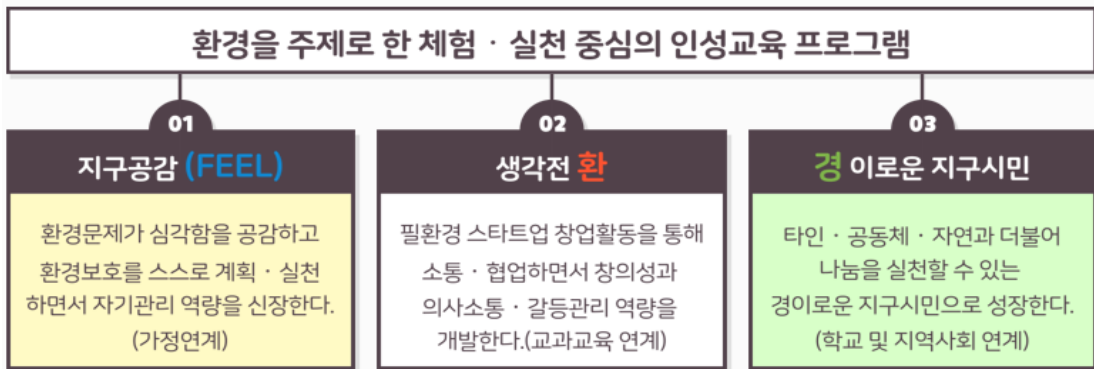 환경을 주제로 한 체험 · 실천 중심의 인성교육 프로그램
01
지구공감 (FEEL)
환경문제가 심각함을 공감하고
환경보호를 스스로 계획 · 실천
하면서 자기관리 역량을 신장한다.
(가정연계)
02
생각전 환
필환경 스타트업 창업활동을 통해
소통 · 협업하면서 창의성과
의사소통 · 갈등관리 역량을
개발한다.(교과교육 연계)
03
경 이로운 지구시민
타인 · 공동체 · 자연과 더불어
나눔을 실천할 수 있는
경이로운 지구시민으로 성장한다.
(학교 및 지역사회 연계)